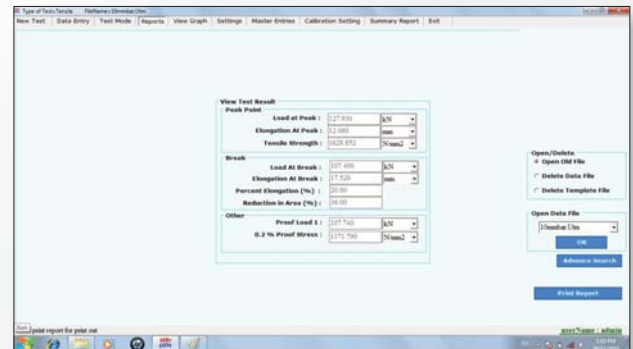 Type of Test:Tensile FileName:10mmbar.Utm
New Test Data Entry Test Mode Reports View Graph Settings Master Entries Calibration Setting Summary Report Exit
View Test Result
Peak Point
Load at Peak : 127.930 kN
Elongation At Peak : 12.060 mm
Tensile Strength : 1628.852 N/mm2
Break
Load At Break : 107.400 kN
Elongation At Break : 17.520 mm
Percent Elongation (%) : 20.00
Reduction in Area (%) : 36.00
Other
Proof Load 1 : 107.740 kN
0.2 % Proof Stress : 1371.790 N/mm2
Open/Delete
Open Old File
Delete Data File
Delete Template File
Open Data File
10mmbar.Utm
OK
Advance Search
Print Report
Start print report for print out
userName : admin